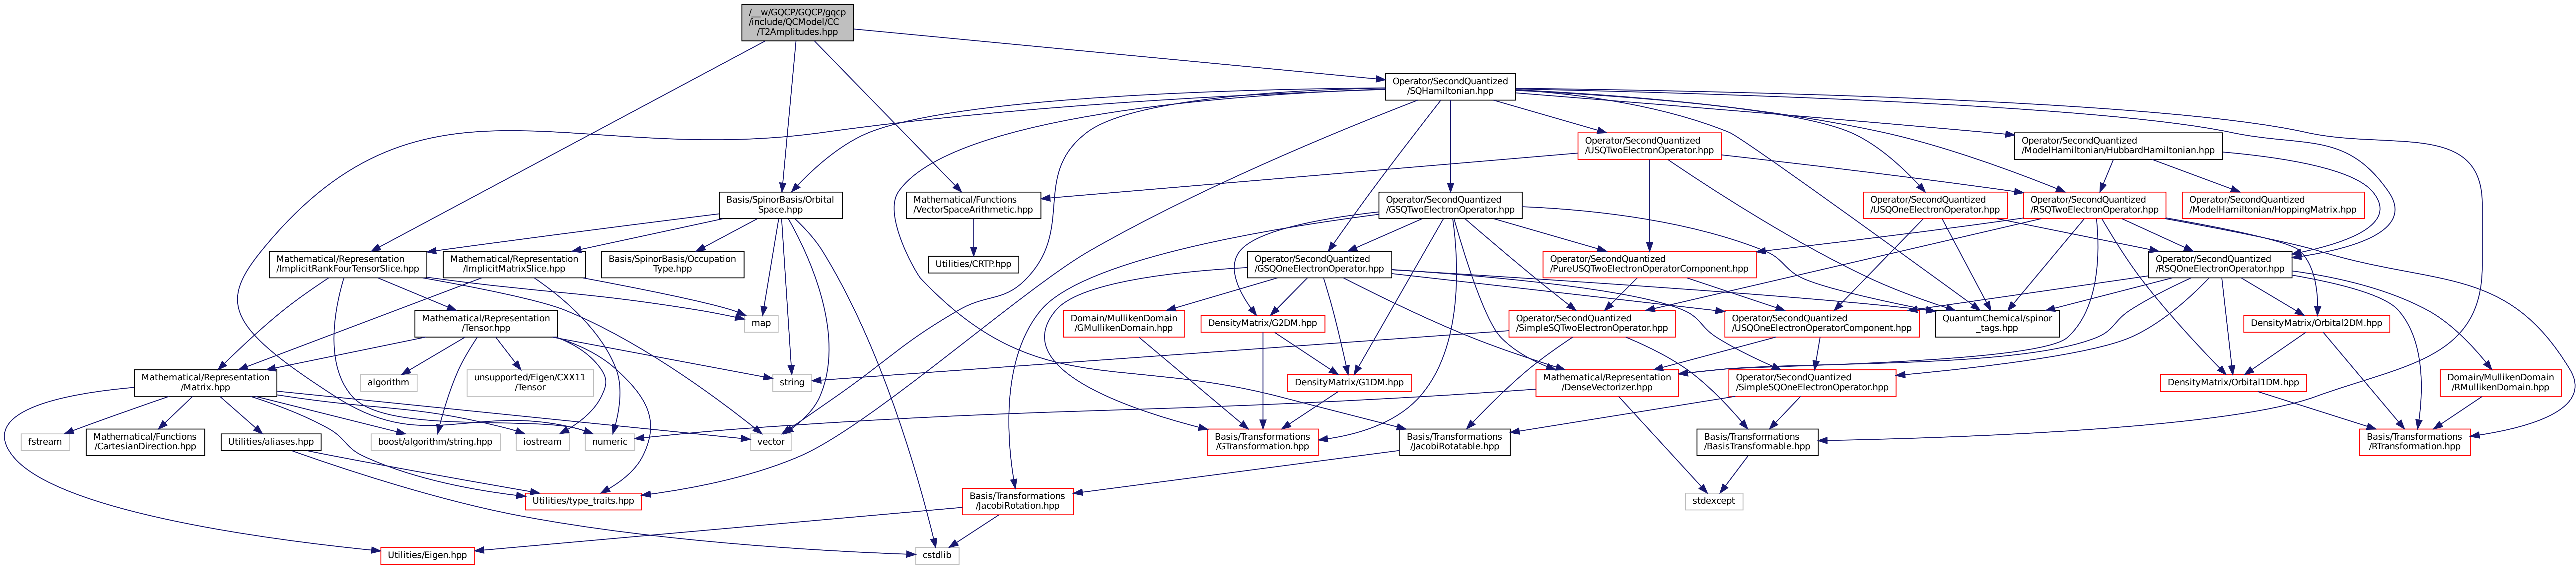 /__w/GQCP/GQCP/gqcp
/include/QCModel/CC
/T2Amplitudes.hpp
Operator/SecondQuantized
/SQHamiltonian.hpp
Operator/SecondQuantized
/USQTwoElectronOperator.hpp
Operator/SecondQuantized
/ModelHamiltonian/HubbardHamiltonian.hpp
Basis/SpinorBasis/Orbital
Space.hpp
Mathematical/Functions
/VectorSpaceArithmetic.hpp
Operator/SecondQuantized
/GSQTwoElectronOperator.hpp
Operator/SecondQuantized
/USQOneElectronOperator.hpp
Operator/SecondQuantized
/RSQTwoElectronOperator.hpp
Operator/SecondQuantized
/ModelHamiltonian/HoppingMatrix.hpp
Mathematical/Representation
/ImplicitRankFourTensorSlice.hpp
Mathematical/Representation
/ImplicitMatrixSlice.hpp
Basis/SpinorBasis/Occupation
Type.hpp
Utilities/CRTP.hpp
Operator/SecondQuantized
/GSQOneElectronOperator.hpp
Operator/SecondQuantized
/PureUSQTwoElectronOperatorComponent.hpp
Operator/SecondQuantized
/RSQOneElectronOperator.hpp
Mathematical/Representation
/Tensor.hpp
map
Domain/MullikenDomain
/GMullikenDomain.hpp
DensityMatrix/G2DM.hpp
Operator/SecondQuantized
/SimpleSQTwoElectronOperator.hpp
Operator/SecondQuantized
/USQOneElectronOperatorComponent.hpp
QuantumChemical/spinor
_tags.hpp
DensityMatrix/Orbital2DM.hpp
Mathematical/Representation
/Matrix.hpp
algorithm
unsupported/Eigen/CXX11
/Tensor
string
DensityMatrix/G1DM.hpp
Mathematical/Representation
/DenseVectorizer.hpp
Operator/SecondQuantized
/SimpleSQOneElectronOperator.hpp
DensityMatrix/Orbital1DM.hpp
Domain/MullikenDomain
/RMullikenDomain.hpp
fstream
Mathematical/Functions
/CartesianDirection.hpp
Utilities/aliases.hpp
boost/algorithm/string.hpp
iostream
numeric
vector
Basis/Transformations
/GTransformation.hpp
Basis/Transformations
/JacobiRotatable.hpp
Basis/Transformations
/BasisTransformable.hpp
Basis/Transformations
/RTransformation.hpp
Utilities/type_traits.hpp
Basis/Transformations
/JacobiRotation.hpp
stdexcept
Utilities/Eigen.hpp
cstdlib